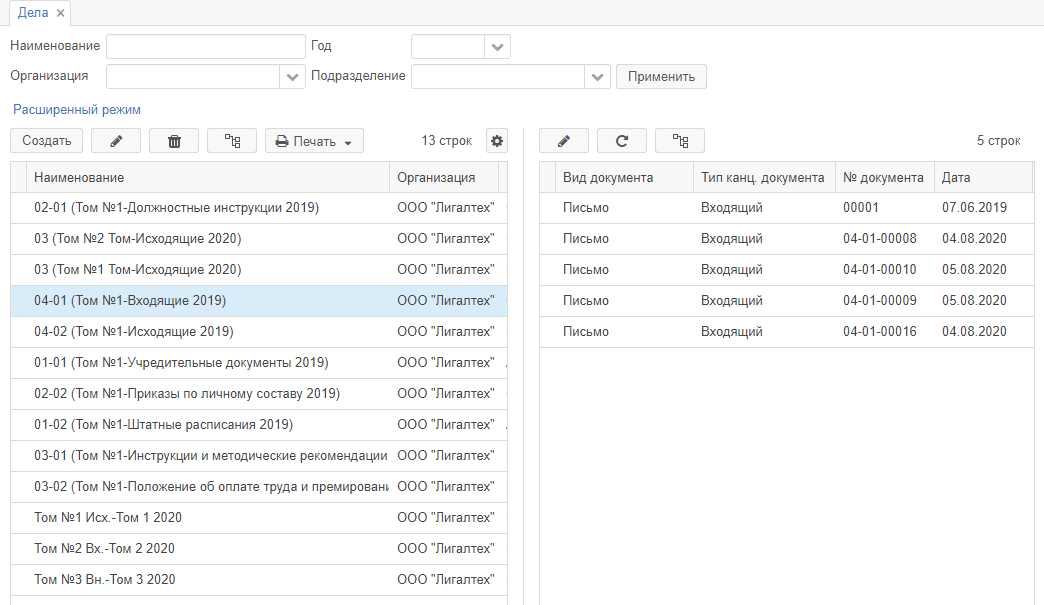 Дела
Наименование Год
Организация Подразделение Применить
Расширенный режим
Создать Печать 13 строк 5 строк
Наименование Организация Вид документа Тип канц. документа № документа Дата
02-01 (Том №1-Должностные инструкции 2019) ООО "Лигалтех" Письмо Входящий 00001 07.06.2019
03 (Том №2 Том-Исходящие 2020) ООО "Лигалтех" Письмо Входящий 04-01-00008 04.08.2020
03 (Том №1 Том-Исходящие 2020) ООО "Лигалтех" Письмо Входящий 04-01-00010 05.08.2020
04-01 (Том №1-Входящие 2019) ООО "Лигалтех" Письмо Входящий 04-01-00009 05.08.2020
04-02 (Том №1-Исходящие 2019) ООО "Лигалтех" Письмо Входящий 04-01-00016 04.08.2020
01-01 (Том №1-Учредительные документы 2019) ООО "Лигалтех"
02-02 (Том №1-Приказы по личному составу 2019) ООО "Лигалтех"
01-02 (Том №1-Штатные расписания 2019) ООО "Лигалтех"
03-01 (Том №1-Инструкции и методические рекомендации ООО "Лигалтех"
03-02 (Том №1-Положение об оплате труда и премировани ООО "Лигалтех"
Том №1 Исх.-Том 1 2020 ООО "Лигалтех"
Том №2 Вх.-Том 2 2020 ООО "Лигалтех"
Том №3 Вн.-Том 3 2020 ООО "Лигалтех"